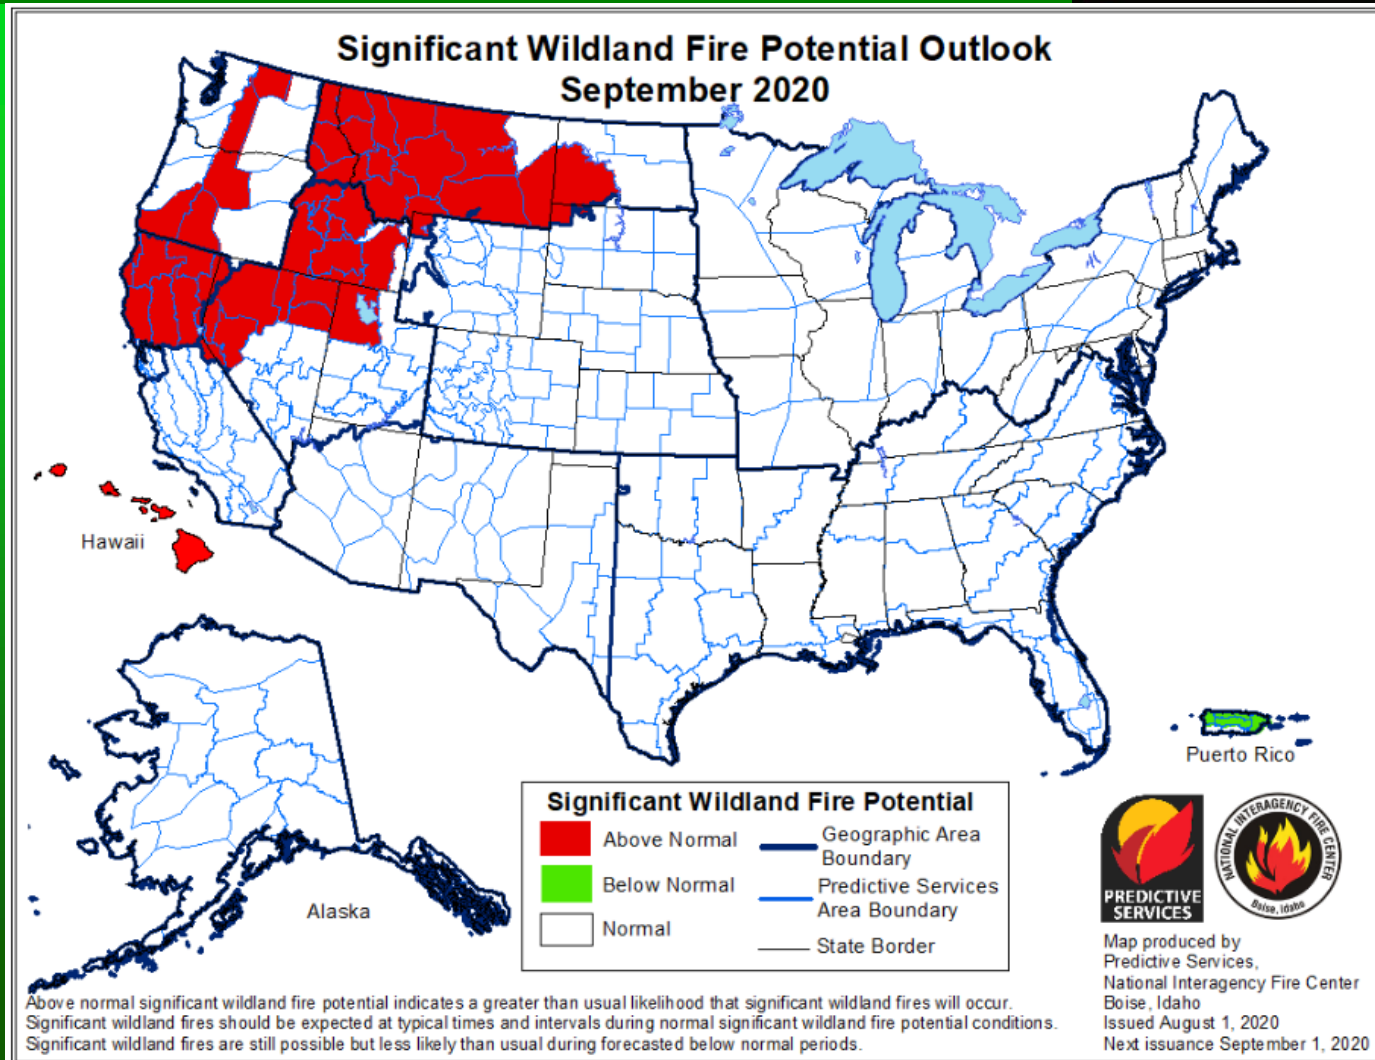 Significant Wildland Fire Potential Outlook
September 2020
Hawaii
Alaska
Puerto Rico
Significant Wildland Fire Potential
Above Normal
Below Normal
Normal
Geographic Area
Boundary
Predictive Services
Area Boundary
State Border
PREDICTIVE
SERVICES
NATIONAL INTERAGENCY FIRE CENTER
Boise, Idaho
Map produced by
Predictive Services,
National Interagency Fire Center
Boise, Idaho
Issued August 1, 2020
Next issuance September 1, 2020
Above normal significant wildland fire potential indicates a greater than usual likelihood that significant wildland fires will occur.
Significant wildland fires should be expected at typical times and intervals during normal significant wildland fire potential conditions.
Significant wildland fires are still possible but less likely than usual during forecasted below normal periods.